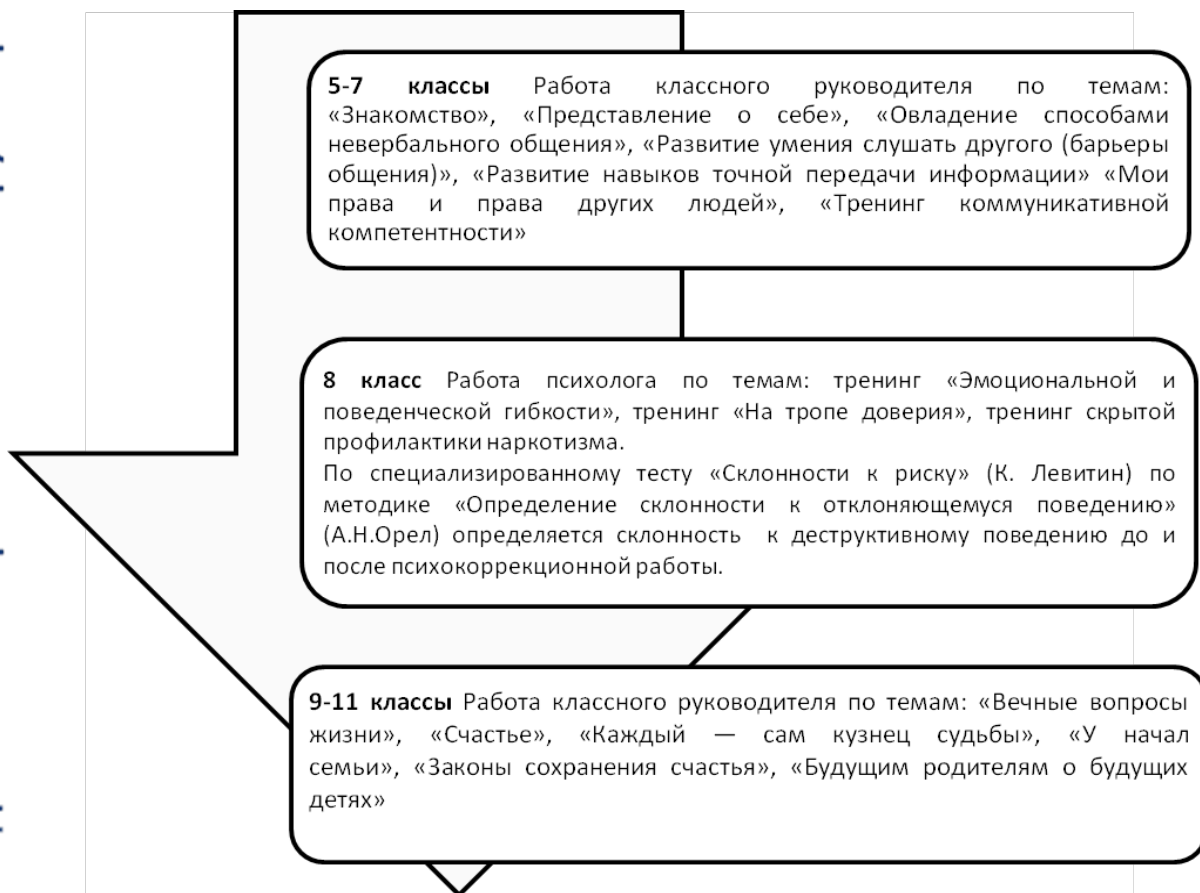 5-7 классы Работа классного руководителя по темам:
«Знакомство», «Представление о себе», «Овладение способами
невербального общения», «Развитие умения слушать другого (барьеры
общения)», «Развитие навыков точной передачи информации» «Мои
права и права других людей», «Тренинг коммуникативной
компетентности»
8 класс Работа психолога по темам: тренинг «Эмоциональной и
поведенческой гибкости», тренинг «На тропе доверия», тренинг скрытой
профилактики наркотизма.
По специализированному тесту «Склонности к риску» (К. Левитин) по
методике «Определение склонности к отклоняющемуся поведению»
(А.Н.Орел) определяется склонность к деструктивному поведению до и
после психокоррекционной работы.
9-11 классы Работа классного руководителя по темам: «Вечные вопросы
жизни», «Счастье», «Каждый — сам кузнец судьбы», «У начал
семьи», «Законы сохранения счастья», «Будущим родителям о будущих
детях»